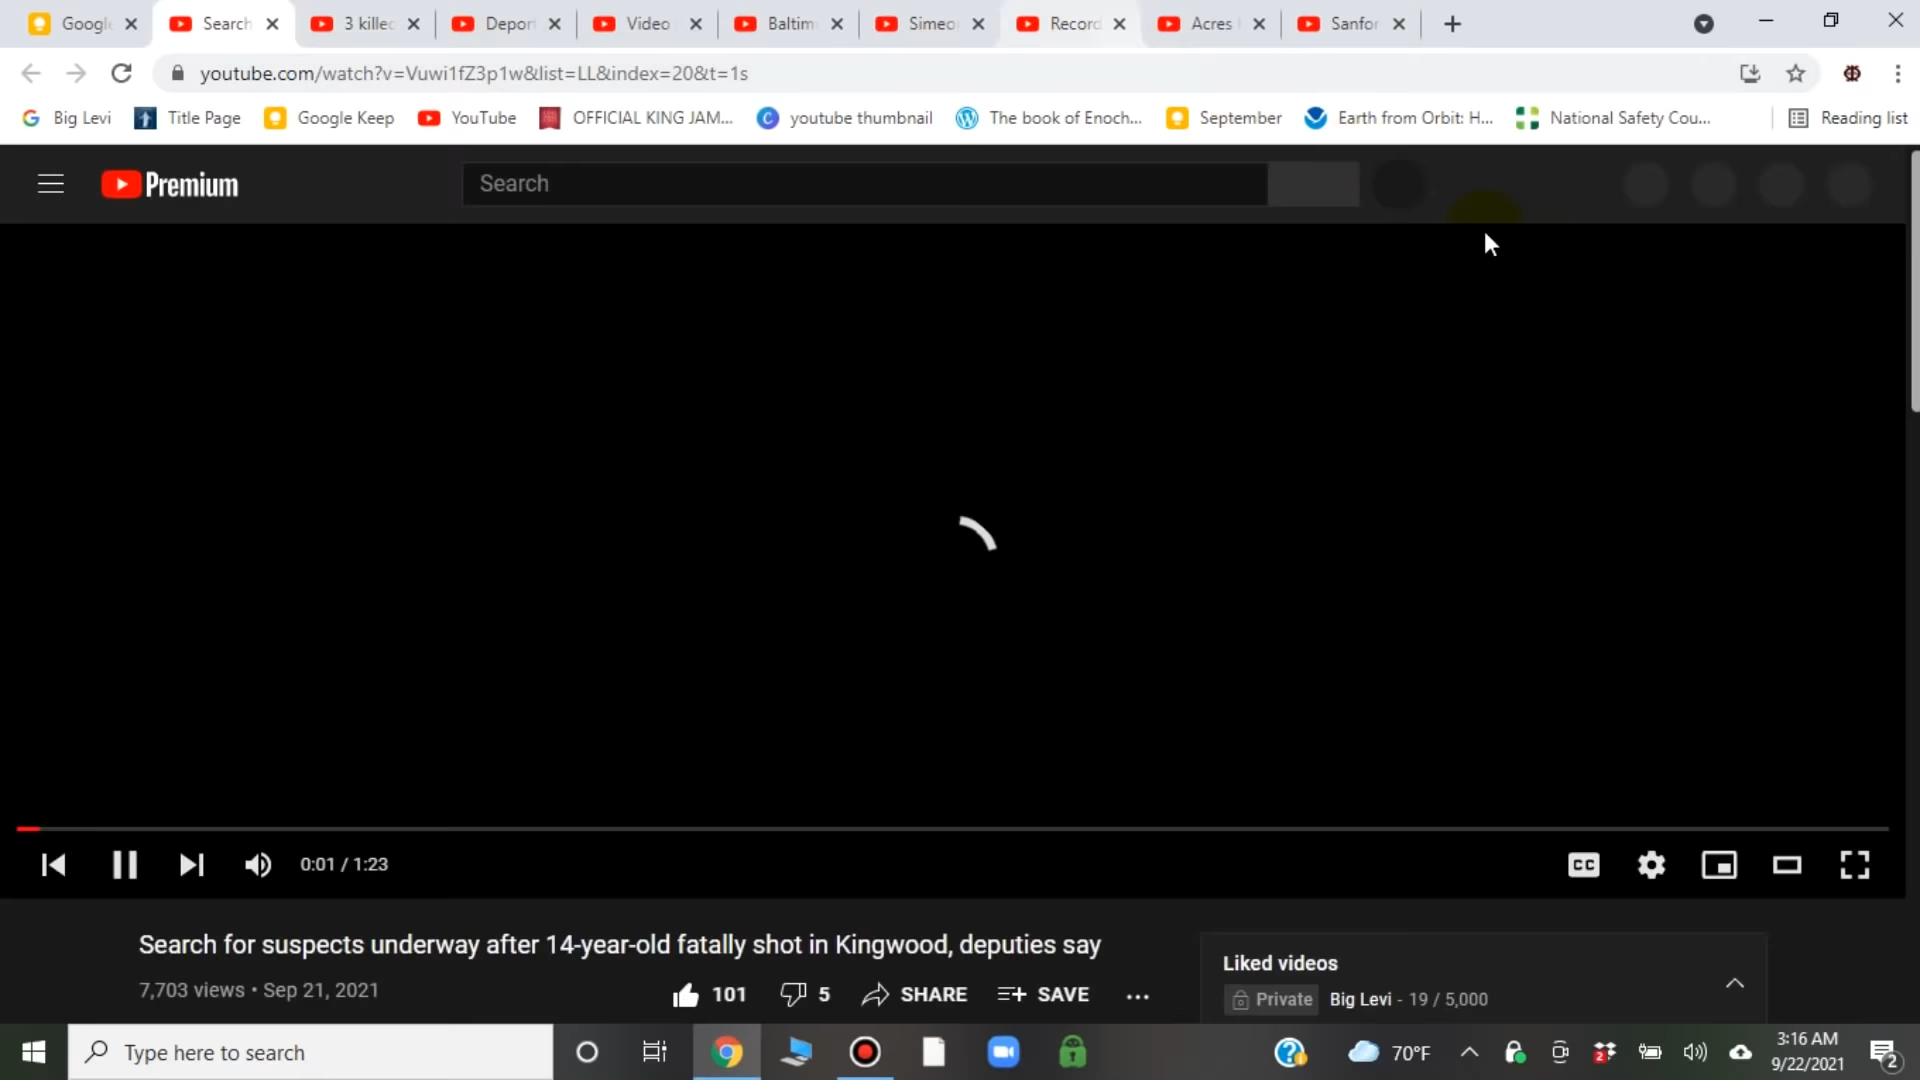 Google Search 3 killed Deport Video Baltim Simeo Record Acres Sanfor
youtube.com/watch?v=Vuwi1fZ3p1w&list=LL&index=20&t=1s
Big Levi Title Page Google Keep YouTube OFFICIAL KING JAM... youtube thumbnail The book of Enoch... September Earth from Orbit: H... National Safety Cou... Reading list
Premium
Search
0:01 / 1:23
CC
Search for suspects underway after 14-year-old fatally shot in Kingwood, deputies say
7,703 views • Sep 21, 2021
101 5 SHARE SAVE
Liked videos
Private Big Levi - 19 / 5,000
Type here to search
70°F
3:16 AM
9/22/2021
2